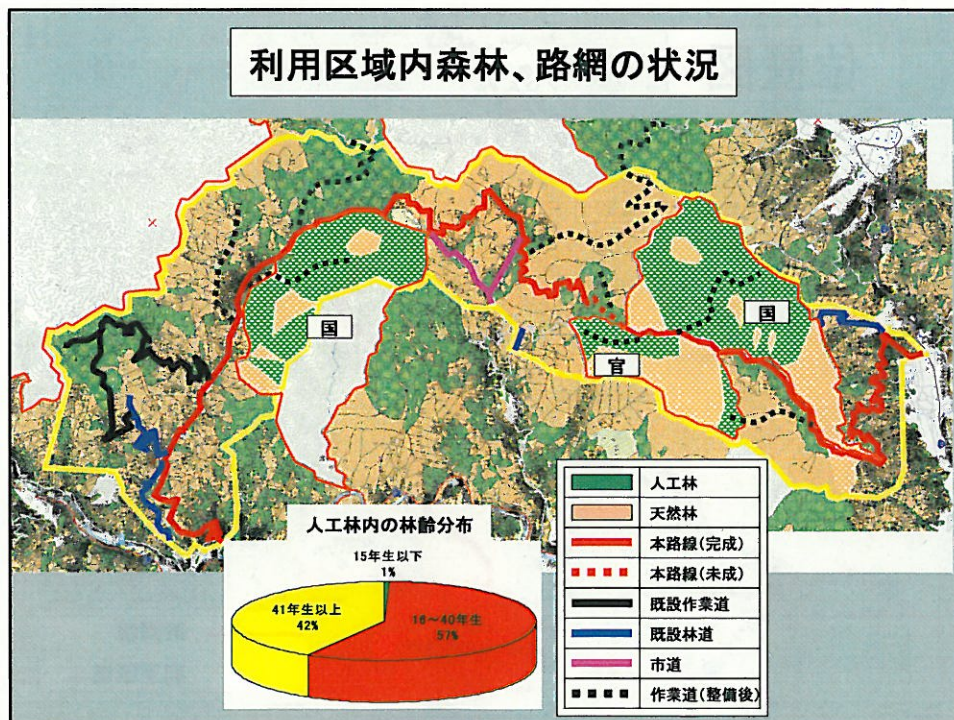 利用区域内森林、路網の状況
国
国
官
人工林
天然林
本路線(完成)
本路線(未成)
既設作業道
既設林道
市道
作業道(整備後)
人工林内の林齢分布
15年生以下
1%
41年生以上
42%
16～40年生
57%